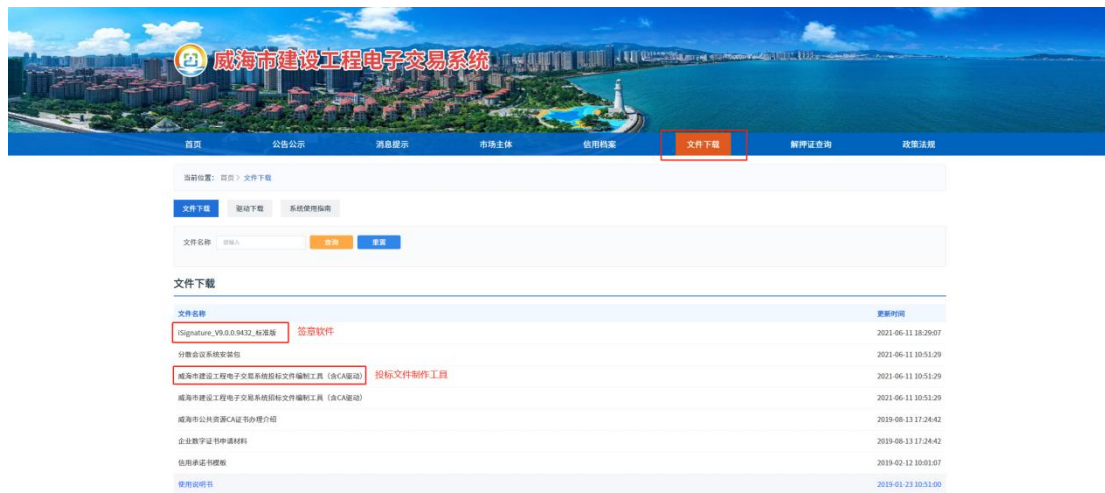 威海市建设工程电子交易系统
首页 公告公示 消息提示 市场主体 信用档案 文件下载 解押证查询 政策法规
当前位置： 首页 > 文件下载
文件下载 驱动下载 系统使用指南
文件名称 请输入 查询 重置
文件下载
文件名称 更新时间
iSignature_V9.0.0.9432_标准版 签章软件 2021-06-11 18:29:07
分散会议系统安装包 2021-06-11 10:51:29
威海市建设工程电子交易系统投标文件编制工具（含CA驱动） 投标文件制作工具 2021-06-11 10:51:29
威海市建设工程电子交易系统招标文件编制工具（含CA驱动） 2021-06-11 10:51:29
威海市公共资源CA证书办理介绍 2019-08-13 17:24:42
企业数字证书申请材料 2019-08-13 17:24:42
信用承诺书模板 2019-02-12 10:01:07
使用说明书 2019-01-23 10:51:00